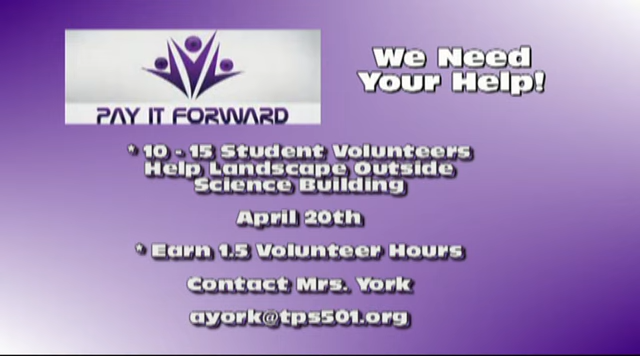 PAY IT FORWARD
We Need
Your Help!
* 10 - 15 Student Volunteers
Help Landscape Outside
Science Building
April 20th
* Earn 1.5 Volunteer Hours
Contact Mrs. York
ayork@tps501.org